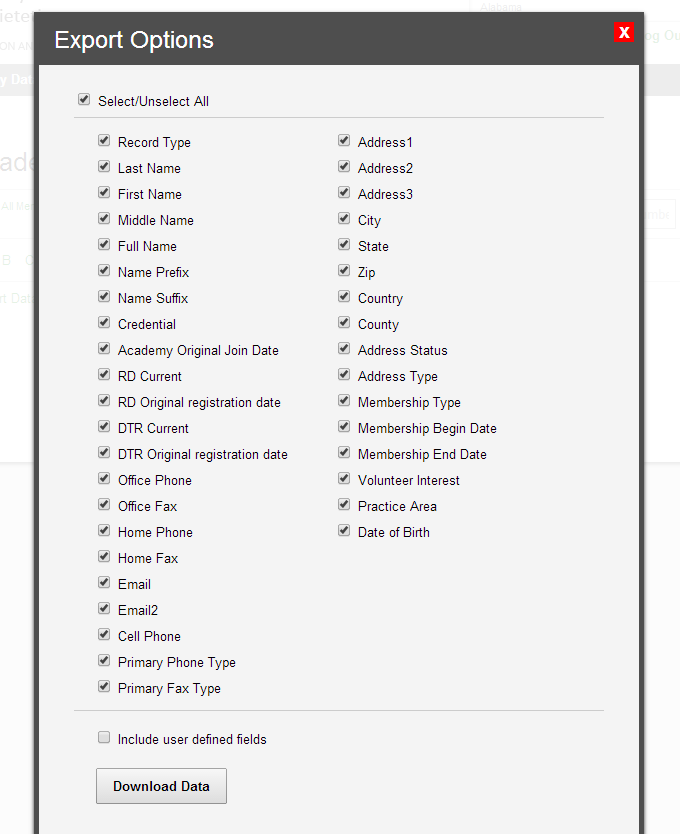 Alabama
Export Options
X
Select/Unselect All
Record Type
Last Name
First Name
Middle Name
Full Name
Name Prefix
Name Suffix
Credential
Academy Original Join Date
RD Current
RD Original registration date
DTR Current
DTR Original registration date
Office Phone
Office Fax
Home Phone
Home Fax
Email
Email2
Cell Phone
Primary Phone Type
Primary Fax Type
Address1
Address2
Address3
City
State
Zip
Country
County
Address Status
Address Type
Membership Type
Membership Begin Date
Membership End Date
Volunteer Interest
Practice Area
Date of Birth
Include user defined fields
Download Data